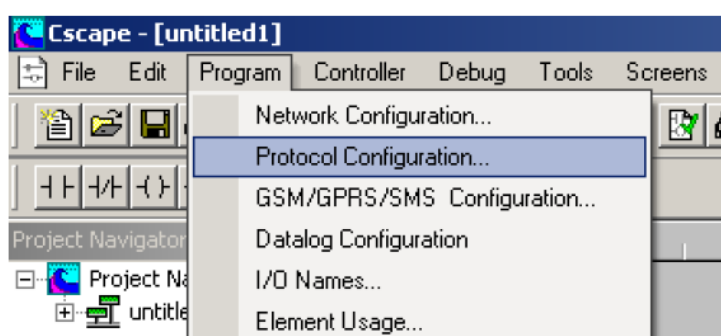 Cscape - [untitled1]
File Edit Program Controller Debug Tools Screens
Network Configuration...
Protocol Configuration...
GSM/GPRS/SMS Configuration...
Project Navigator
Datalog Configuration
Project Na
I/O Names...
untitle
Element Usage...